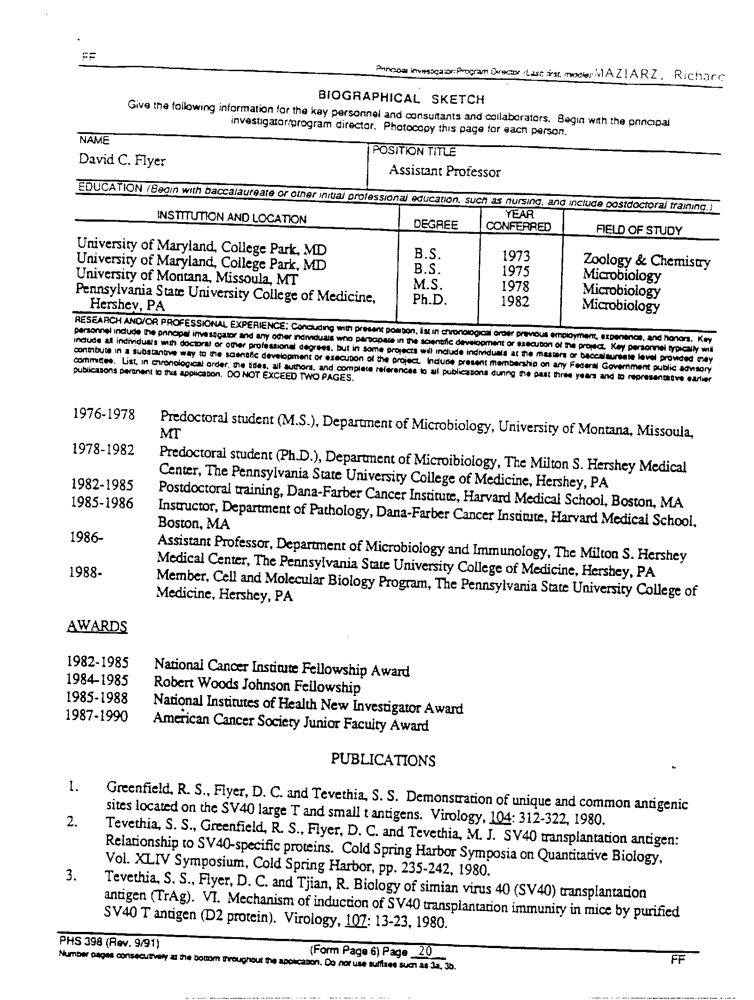 FF
Principal Investigator/Program Director (Last, first, middle): MAZIARZ, Richard
BIOGRAPHICAL SKETCH
Give the following information for the key personnel and consultants and collaborators. Begin with the principal
investigator/program director. Photocopy this page for each person.
NAME
POSITION TITLE
David C. Flyer
Assistant Professor
EDUCATION (Begin with baccalaureate or other initial professional education, such as nursing, and include postdoctoral training.)
INSTITUTION AND LOCATION DEGREE YEAR CONFERRED FIELD OF STUDY
University of Maryland, College Park, MD B.S. 1973 Zoology & Chemistry
University of Maryland, College Park, MD B.S. 1975 Microbiology
University of Montana, Missoula, MT M.S. 1978 Microbiology
Pennsylvania State University College of Medicine, Ph.D. 1982 Microbiology
Hershey, PA
RESEARCH AND/OR PROFESSIONAL EXPERIENCE: Concluding with present position, list in chronological order previous employment, experience, and honors. Key
personnel include the principal investigator and any other individuals who participate in the scientific development or execution of the project. Key personnel typically will
include all individuals with doctoral or other professional degrees, but in some projects will include individuals at the masters or baccalaureate level provided they
contribute in a substantive way to the scientific development or execution of the project. Include present membership on any Federal Government public advisory
committee. List, in chronological order, the titles, all authors, and complete references to all publications during the past three years and to representative earlier
publications pertinent to this application. DO NOT EXCEED TWO PAGES.
1976-1978 Predoctoral student (M.S.), Department of Microbiology, University of Montana, Missoula,
MT
1978-1982 Predoctoral student (Ph.D.), Department of Microibiology, The Milton S. Hershey Medical
Center, The Pennsylvania State University College of Medicine, Hershey, PA
1982-1985 Postdoctoral training, Dana-Farber Cancer Institute, Harvard Medical School, Boston, MA
1985-1986 Instructor, Department of Pathology, Dana-Farber Cancer Institute, Harvard Medical School,
Boston, MA
1986- Assistant Professor, Department of Microbiology and Immunology, The Milton S. Hershey
Medical Center, The Pennsylvania State University College of Medicine, Hershey, PA
1988- Member, Cell and Molecular Biology Program, The Pennsylvania State University College of
Medicine, Hershey, PA
AWARDS
1982-1985 National Cancer Institute Fellowship Award
1984-1985 Robert Woods Johnson Fellowship
1985-1988 National Institutes of Health New Investigator Award
1987-1990 American Cancer Society Junior Faculty Award
PUBLICATIONS
1. Greenfield, R. S., Flyer, D. C. and Tevethia, S. S. Demonstration of unique and common antigenic
sites located on the SV40 large T and small t antigens. Virology, 104: 312-322, 1980.
2. Tevethia, S. S., Greenfield, R. S., Flyer, D. C. and Tevethia, M. J. SV40 transplantation antigen:
Relationship to SV40-specific proteins. Cold Spring Harbor Symposia on Quantitative Biology,
Vol. XLIV Symposium, Cold Spring Harbor, pp. 235-242, 1980.
3. Tevethia, S. S., Flyer, D. C. and Tjian, R. Biology of simian virus 40 (SV40) transplantation
antigen (TrAg). VI. Mechanism of induction of SV40 transplantation immunity in mice by purified
SV40 T antigen (D2 protein). Virology, 107: 13-23, 1980.
PHS 398 (Rev. 9/91) (Form Page 6) Page 20 FF
Number pages consecutively at the bottom throughout the application. Do not use suffixes such as 3a, 3b.